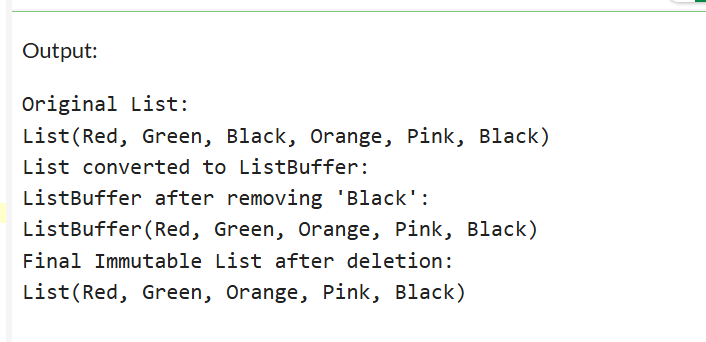 Output:
Original List:
List(Red, Green, Black, Orange, Pink, Black)
List converted to ListBuffer:
ListBuffer after removing 'Black':
ListBuffer(Red, Green, Orange, Pink, Black)
Final Immutable List after deletion:
List(Red, Green, Orange, Pink, Black)